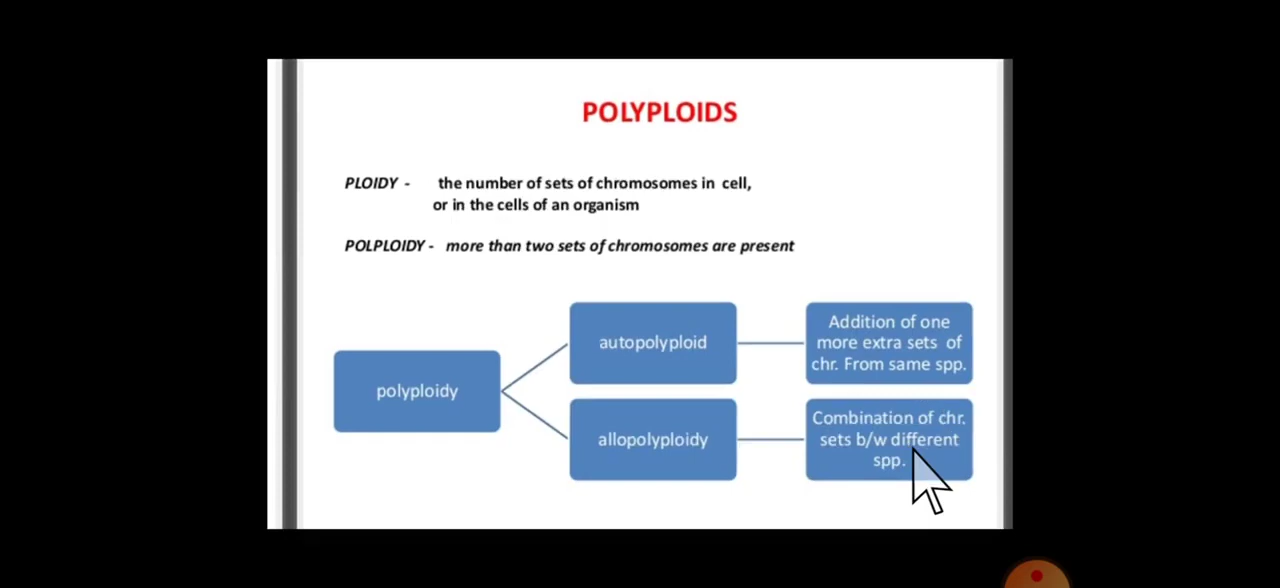 POLYPLOIDS
PLOIDY - the number of sets of chromosomes in cell,
or in the cells of an organism
POLPLOIDY - more than two sets of chromosomes are present
polyploidy
autopolyploid
Addition of one
more extra sets of
chr. From same spp.
allopolyploidy
Combination of chr.
sets b/w different
spp.